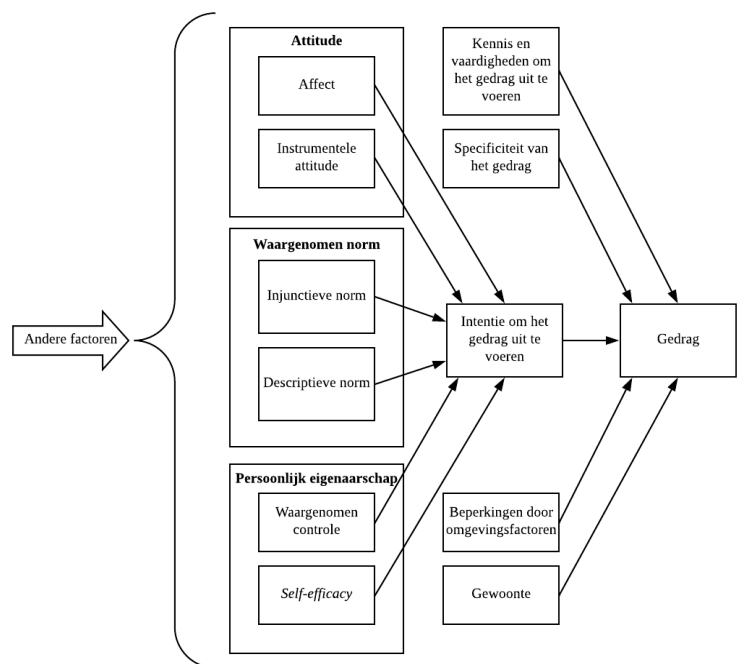 Andere factoren
Attitude
Affect
Instrumentele
attitude
Waargenomen norm
Injunctieve norm
Descriptieve norm
Persoonlijk eigenaarschap
Waargenomen
controle
Self-efficacy
Kennis en
vaardigheden om
het gedrag uit te
voeren
Specificiteit van
het gedrag
Intentie om het
gedrag uit te
voeren
Beperkingen door
omgevingsfactoren
Gewoonte
Gedrag